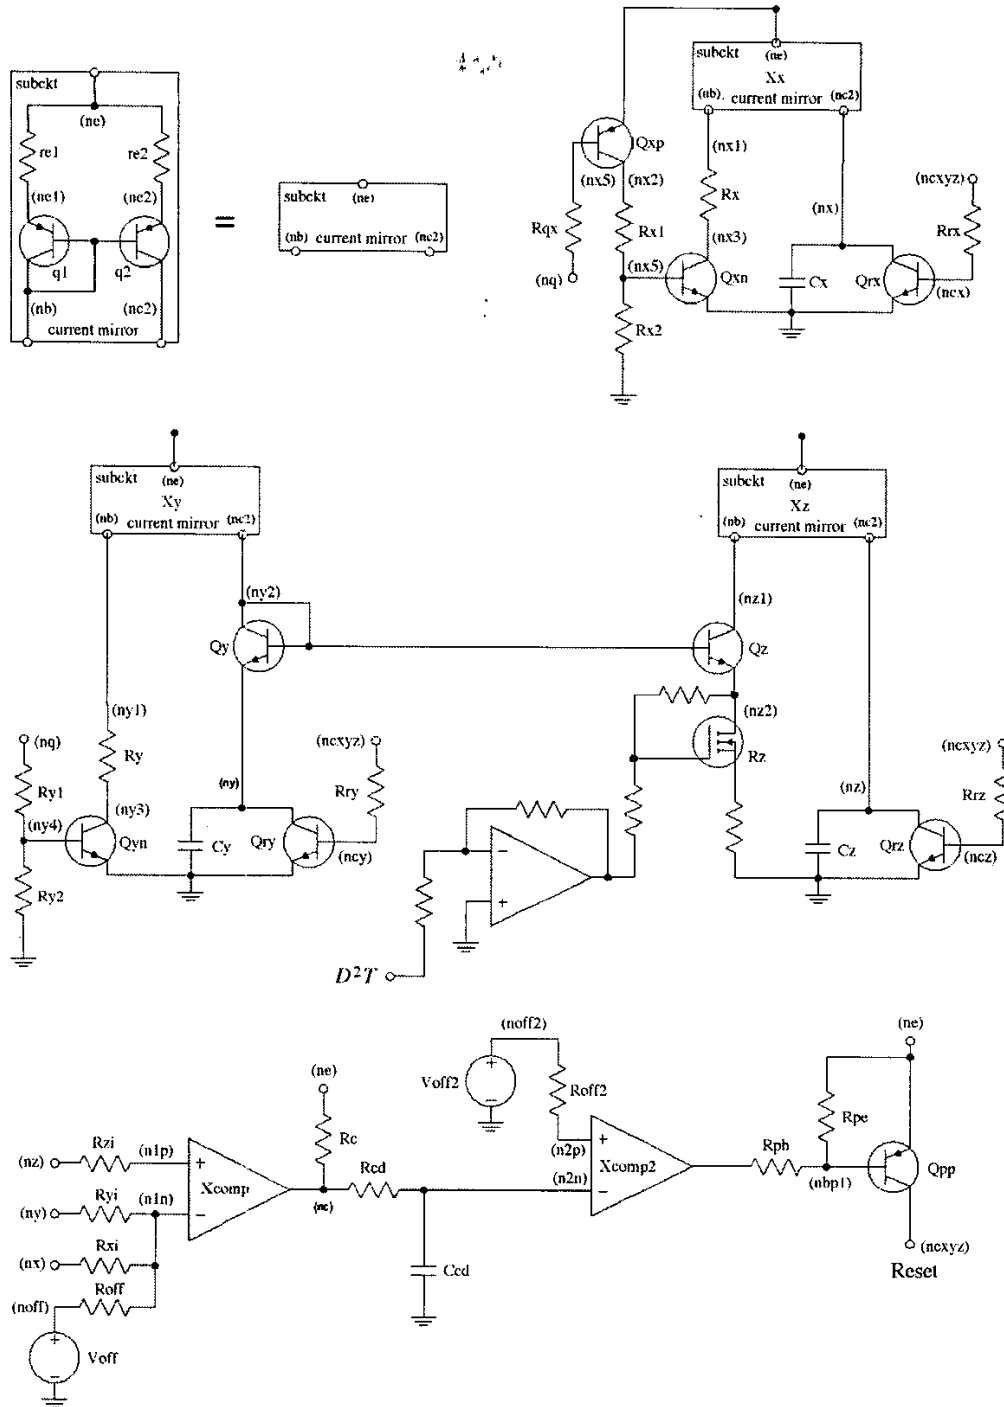 subckt
(ne)
re1
re2
(ne1)
(ne2)
q1
q2
(nb)
(nc2)
current mirror
=
subckt
(ne)
(nb)
current mirror
(nc2)
subckt
(ne)
Xx
(nb)
current mirror
(nc2)
Qxp
(nx5)
(nx2)
(nx1)
Rx
(nx)
(ncxyz)
Rqx
Rx1
(nx3)
Rrx
(nq)
(nx5)
Qxn
Cx
Qrx
(ncx)
Rx2
subckt
(ne)
Xy
(nb)
current mirror
(nc2)
subckt
(ne)
Xz
(nb)
current mirror
(nc2)
(ny2)
(nz1)
Qy
Qz
(ny1)
(nz2)
(nq)
Ry
(ncxyz)
Rz
(ncxyz)
(ny)
Rry
(nz)
Rrz
Ry1
(ny3)
(ny4)
Qyn
Cy
Qry
(ncy)
Cz
Qrz
(ncz)
Ry2
−
+
D²T
(noff2)
(ne)
(ne)
Voff2
+
−
Roff2
Rc
Rpe
Rzi
(nz)
(n1p)
+
Xcomp
Rcd
(n2p)
+
Xcomp2
Rpb
Qpp
(ny)
Ryi
(n1n)
−
(nc)
(n2n)
−
(nbp1)
(nx)
Rxi
Ccd
(ncxyz)
Reset
(noff)
Roff
+
−
Voff